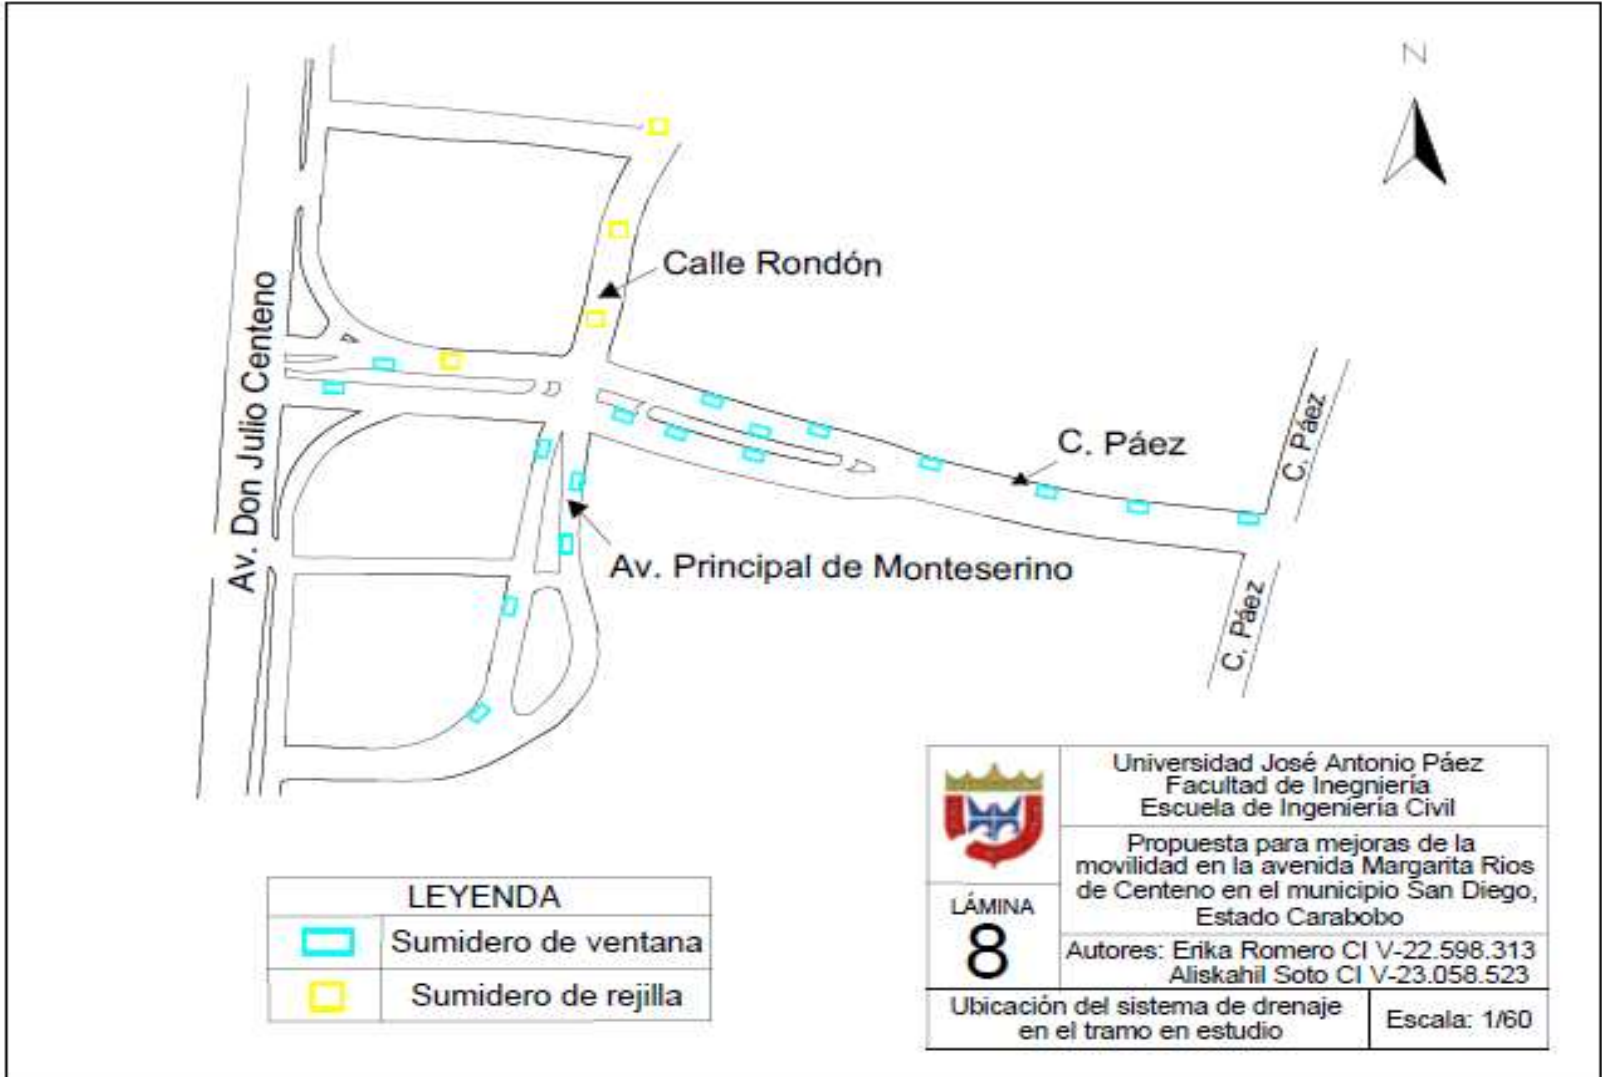 N
Calle Rondón
Av. Don Julio Centeno
C. Páez
C. Páez
Av. Principal de Monteserino
C. Páez
LEYENDA
Sumidero de ventana
Sumidero de rejilla
Universidad José Antonio Páez
Facultad de Inegniería
Escuela de Ingeniería Civil
Propuesta para mejoras de la
movilidad en la avenida Margarita Rios
de Centeno en el municipio San Diego,
Estado Carabobo
LÁMINA
8
Autores: Erika Romero CI V-22.598.313
Aliskahil Soto CI V-23.058.523
Ubicación del sistema de drenaje
en el tramo en estudio
Escala: 1/60